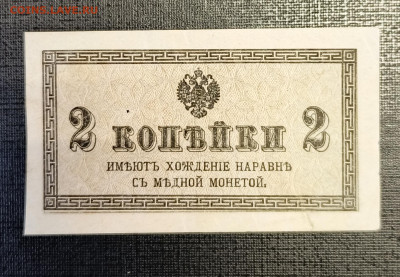 2 КОПѢЙКИ 2
ИМѢЮТЪ ХОЖДЕНІЕ НАРАВНѢ
СЪ МѢДНОЙ МОНЕТОЙ.